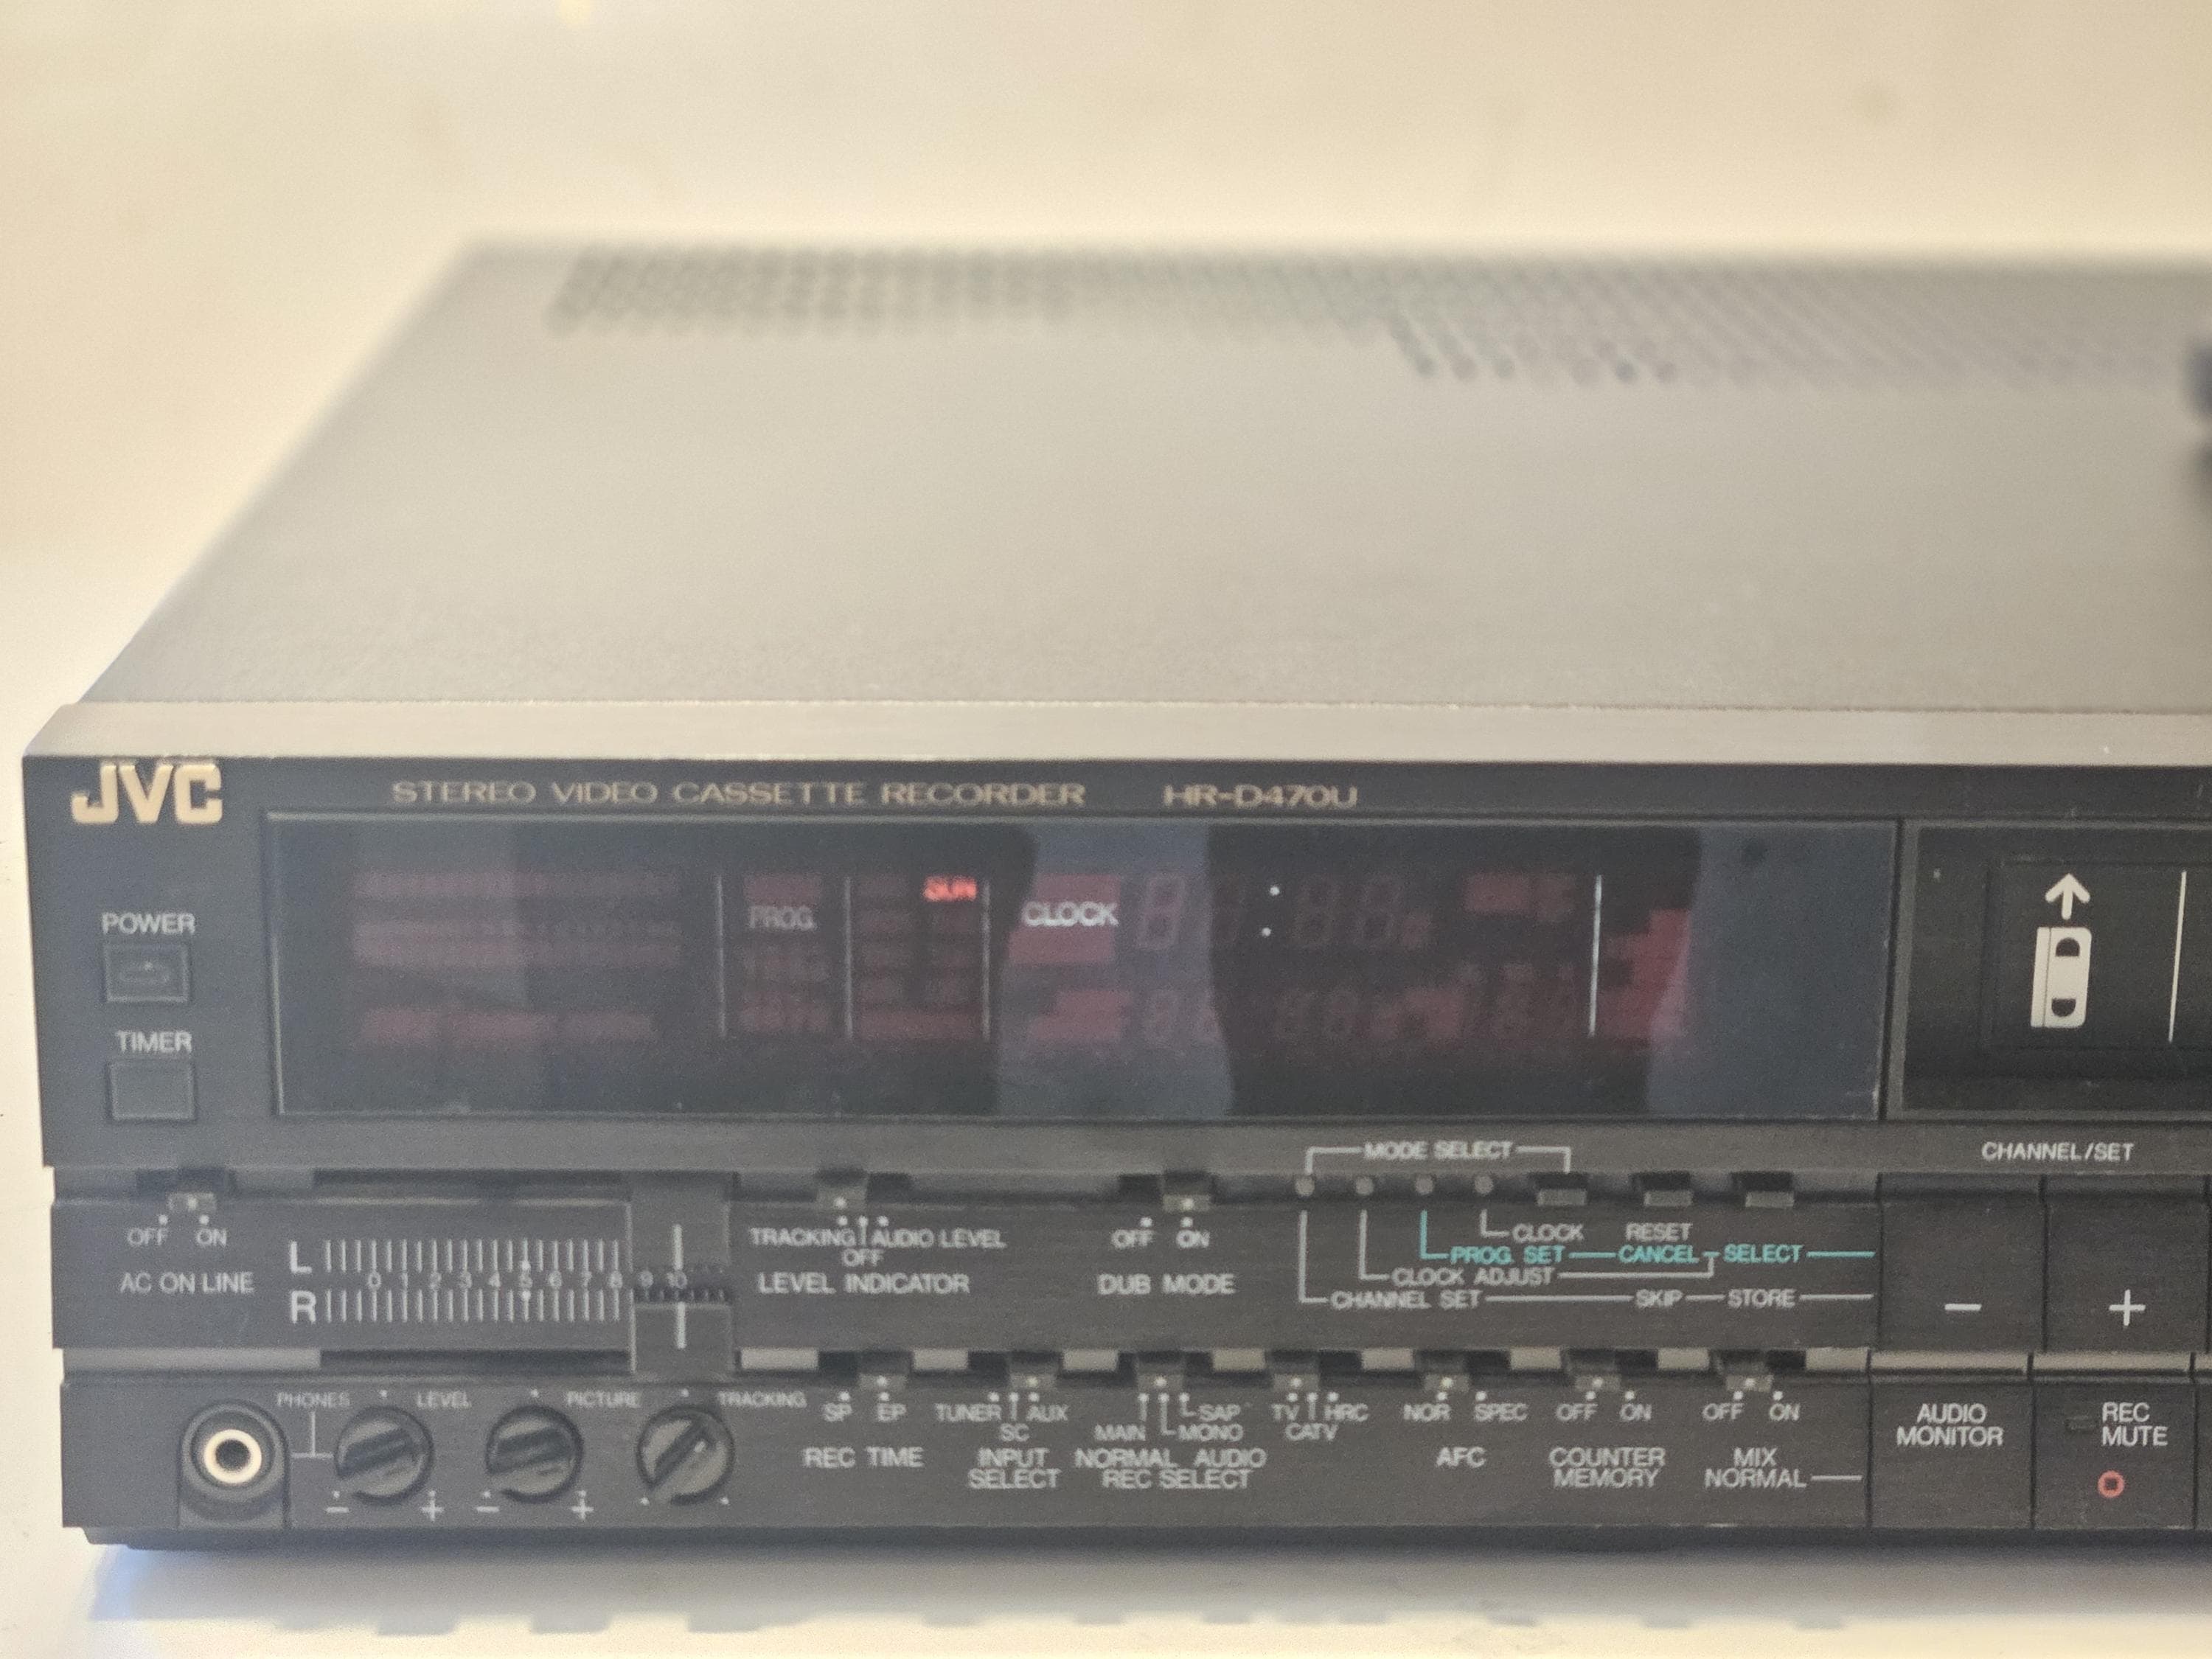 JVC
STEREO VIDEO CASSETTE RECORDER HR-D470U
POWER
TIMER
PROG.
SUN
CLOCK
MODE SELECT
CHANNEL/SET
OFF ON
AC ON LINE
L
0 1 2 3 4 5 6 7 8 9 10
R
TRACKING AUDIO LEVEL
OFF
LEVEL INDICATOR
OFF ON
DUB MODE
CLOCK RESET
PROG. SET CANCEL SELECT
CLOCK ADJUST
CHANNEL SET SKIP STORE
- +
PHONES LEVEL PICTURE TRACKING
- + - +
SP EP
REC TIME
TUNER AUX
SC
INPUT
SELECT
SAP
MAIN MONO
NORMAL AUDIO
REC SELECT
TV HRC
CATV
NOR SPEC
AFC
OFF ON
COUNTER
MEMORY
OFF ON
MIX
NORMAL
AUDIO
MONITOR
REC
MUTE